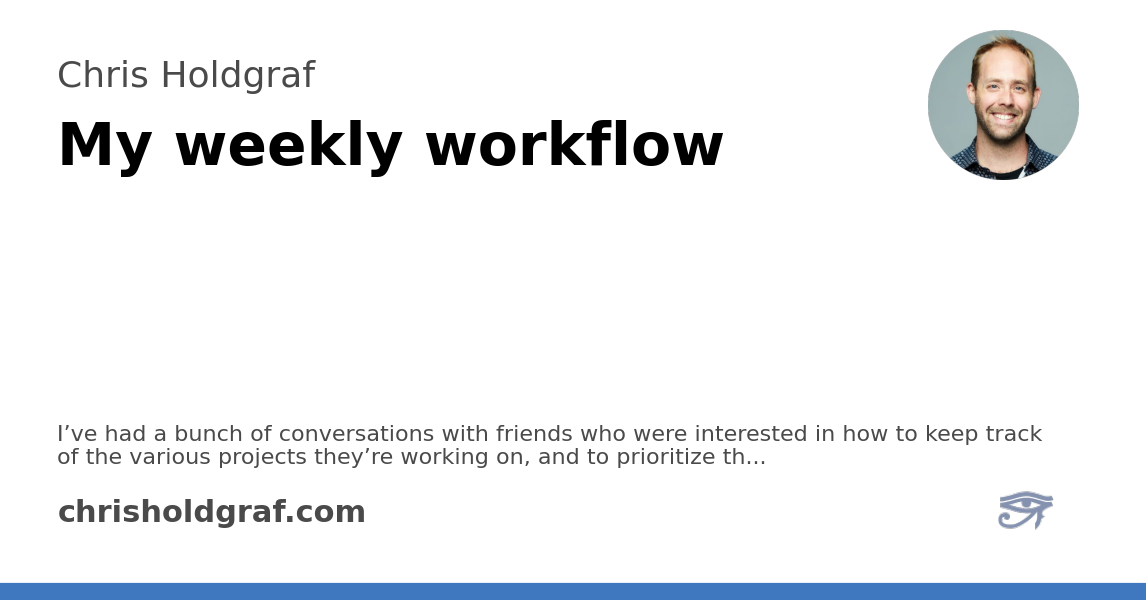 Chris Holdgraf
My weekly workflow
I’ve had a bunch of conversations with friends who were interested in how to keep track
of the various projects they’re working on, and to prioritize th...
chrisholdgraf.com